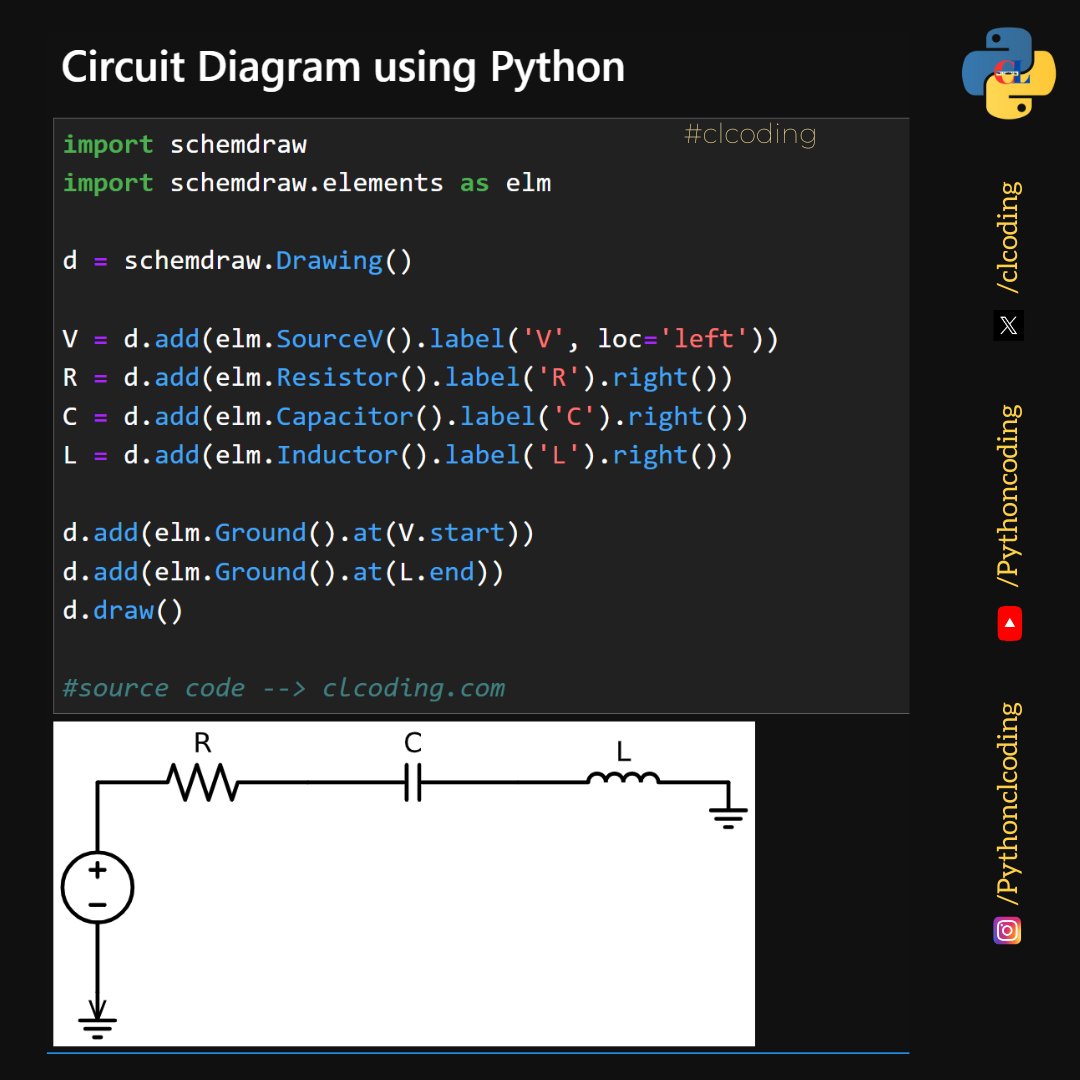 Circuit Diagram using Python
CL
#clcoding
import schemdraw
import schemdraw.elements as elm
d = schemdraw.Drawing()
V = d.add(elm.SourceV().label('V', loc='left'))
R = d.add(elm.Resistor().label('R').right())
C = d.add(elm.Capacitor().label('C').right())
L = d.add(elm.Inductor().label('L').right())
d.add(elm.Ground().at(V.start))
d.add(elm.Ground().at(L.end))
d.draw()
#source code --> clcoding.com
R
C
L
+
−
/clcoding
/Pythoncoding
/Pythonclcoding